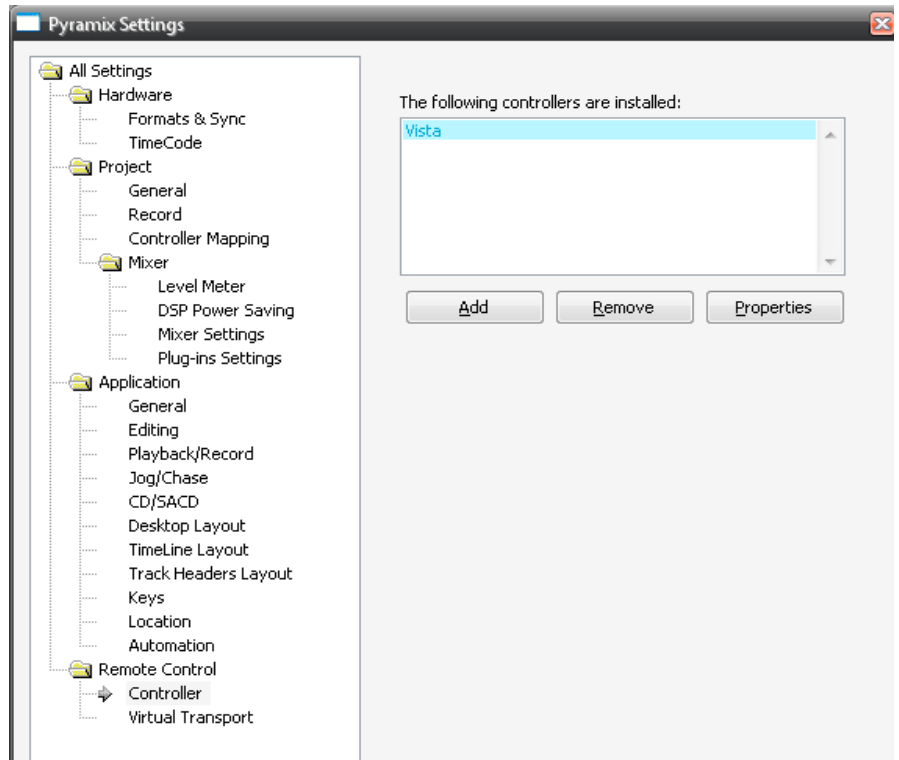 Pyramix Settings
All Settings
Hardware
Formats & Sync
TimeCode
Project
General
Record
Controller Mapping
Mixer
Level Meter
DSP Power Saving
Mixer Settings
Plug-ins Settings
Application
General
Editing
Playback/Record
Jog/Chase
CD/SACD
Desktop Layout
TimeLine Layout
Track Headers Layout
Keys
Location
Automation
Remote Control
Controller
Virtual Transport
The following controllers are installed:
Vista
Add Remove Properties